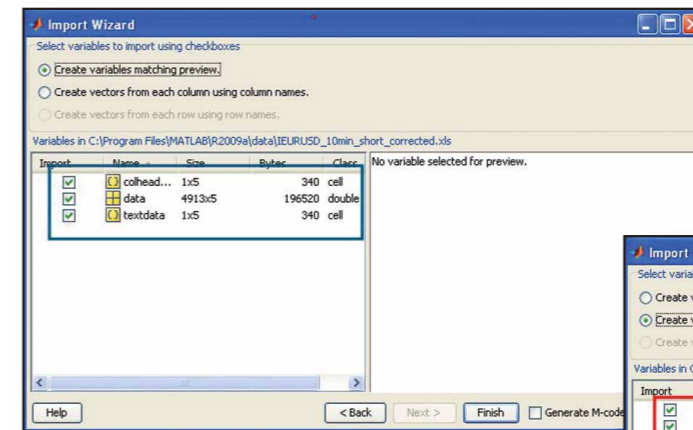 Import Wizard
Select variables to import using checkboxes
Create variables matching preview.
Create vectors from each column using column names.
Create vectors from each row using row names.
Variables in C:\Program Files\MATLAB\R2009a\data\IEURUSD_10min_short_corrected.xls
Import Name Size Bytes Class
colhead... 1x5 340 cell
data 4913x5 196520 double
textdata 1x5 340 cell
No variable selected for preview.
Help < Back Next > Finish Generate M-code
Import
Select varia
Create v
Create v
Create v
Variables in C
Import